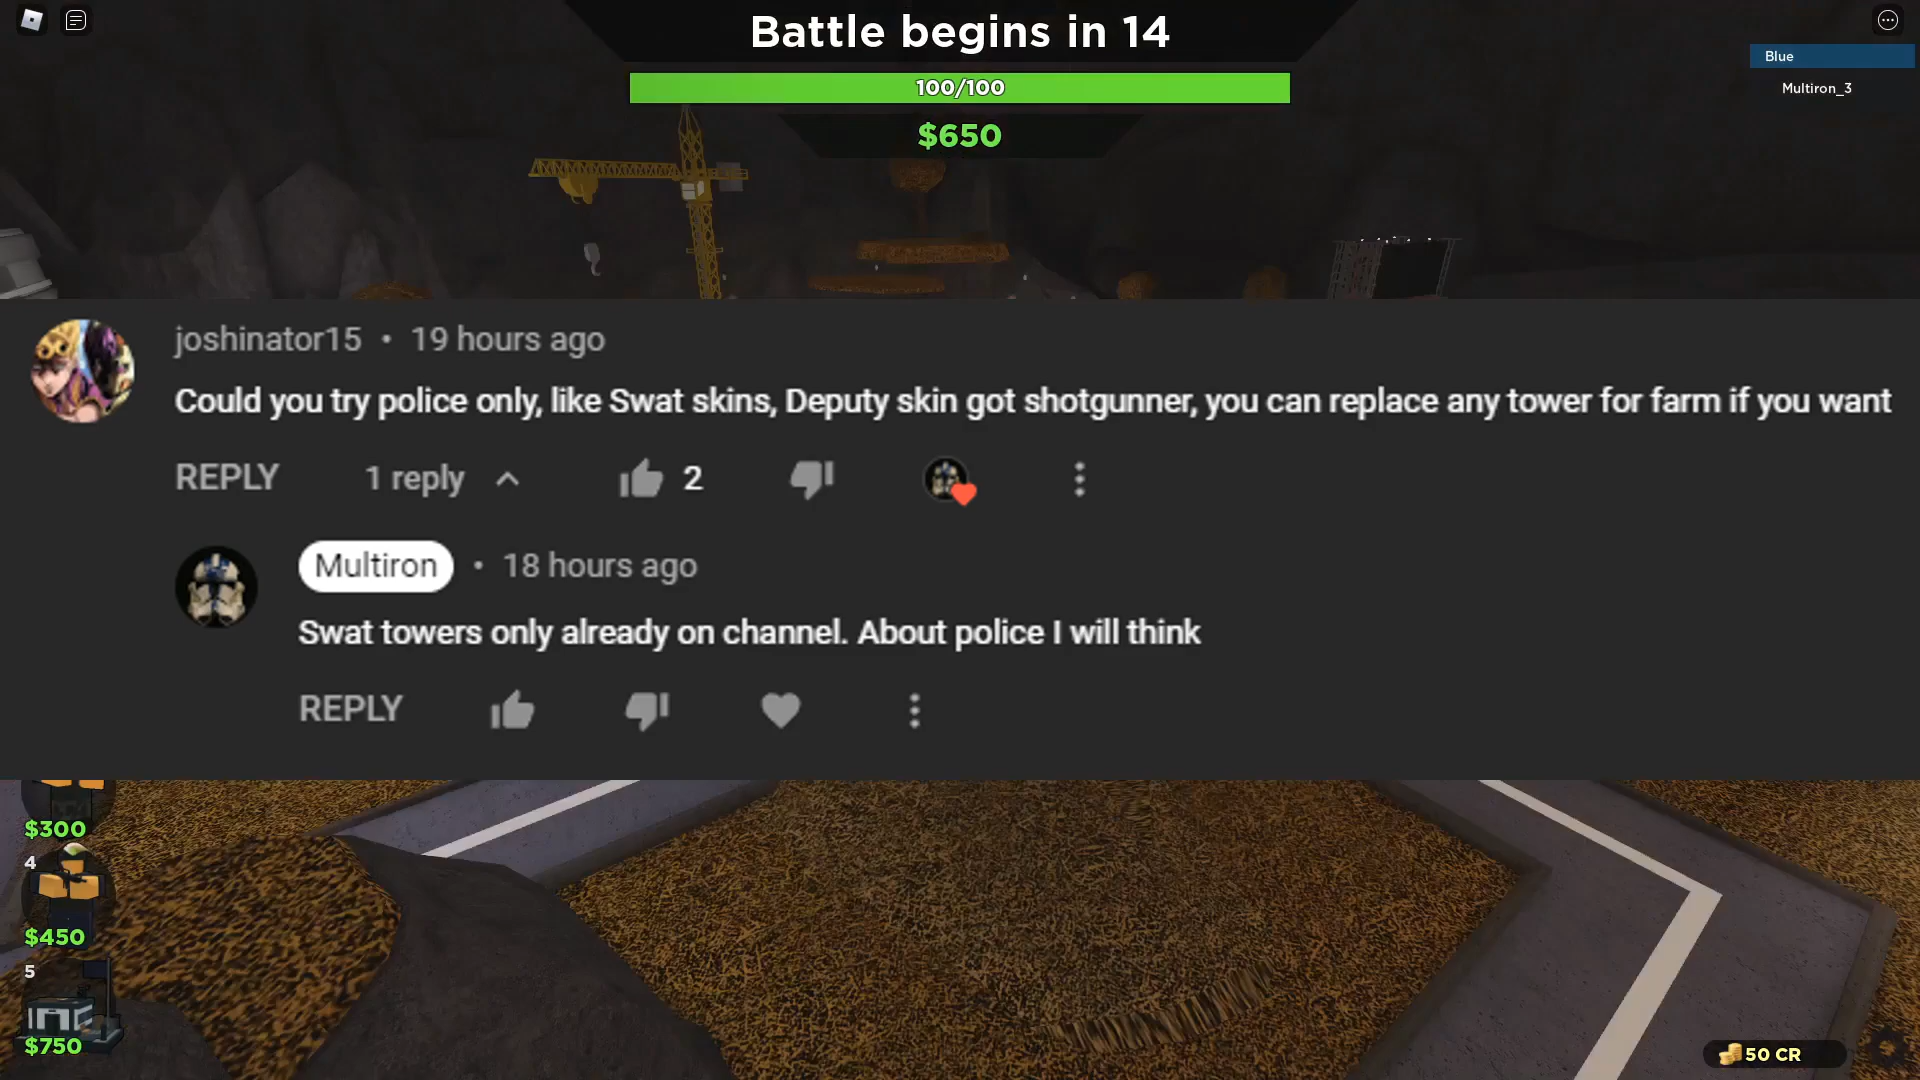 Battle begins in 14
Blue
100/100
Multiron_3
$650
joshinator15 • 19 hours ago
Could you try police only, like Swat skins, Deputy skin got shotgunner, you can replace any tower for farm if you want
REPLY 1 reply 2
Multiron • 18 hours ago
Swat towers only already on channel. About police I will think
REPLY
$300
4
$450
5
$750
50 CR